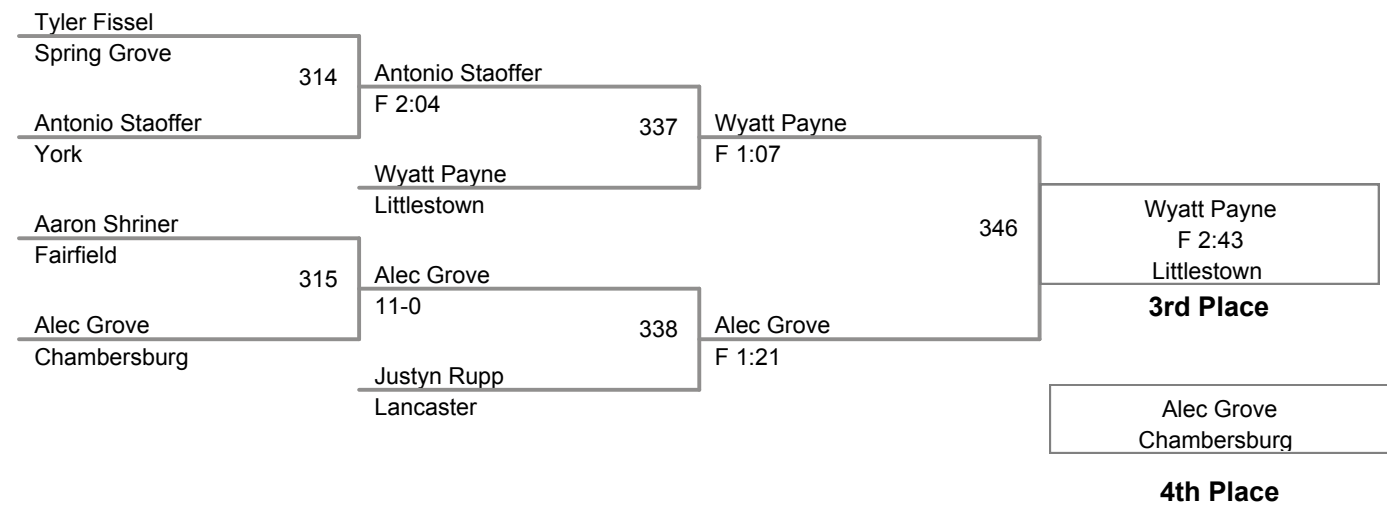 Tyler Fissel
Spring Grove
314
Antonio Staoffer
F 2:04
Antonio Staoffer
York
337
Wyatt Payne
F 1:07
Wyatt Payne
Littlestown
Aaron Shriner
Fairfield
315
Alec Grove
11-0
Alec Grove
Chambersburg
338
Alec Grove
F 1:21
Justyn Rupp
Lancaster
346
Wyatt Payne
F 2:43
Littlestown
3rd Place
Alec Grove
Chambersburg
4th Place